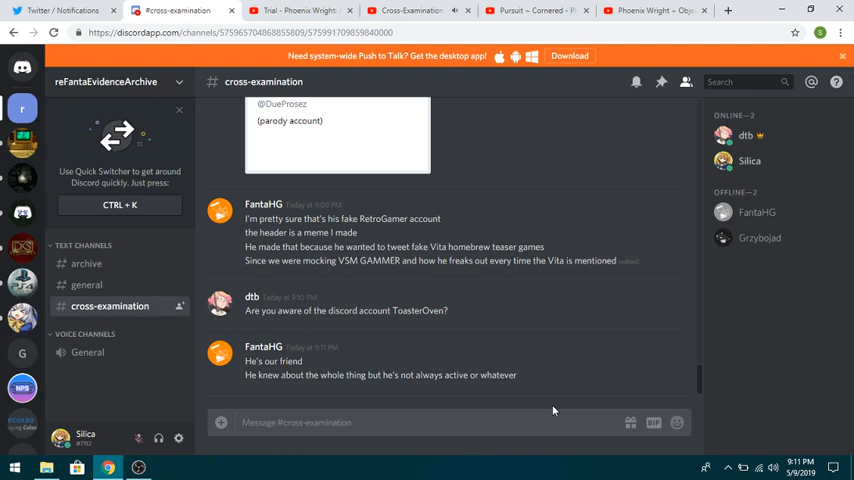 Twitter / Notifications
#cross-examination
Trial - Phoenix Wright
Cross-Examination
Pursuit ~ Cornered - P
Phoenix Wright ~ Obje
https://discordapp.com/channels/575965704868855809/575991709859840000
S
Need system-wide Push to Talk? Get the desktop app!
Download
reFantaEvidenceArchive
# cross-examination
Search
@DueProsez
(parody account)
ONLINE—2
dtb
Silica
OFFLINE—2
FantaHG
Grzybojad
Use Quick Switcher to get around
Discord quickly. Just press:
CTRL + K
TEXT CHANNELS
# archive
# general
# cross-examination
VOICE CHANNELS
General
r
G
NPS
FantaHG Today at 9:09 PM
I'm pretty sure that's his fake RetroGamer account
the header is a meme I made
He made that because he wanted to tweet fake Vita homebrew teaser games
Since we were mocking VSM GAMMER and how he freaks out every time the Vita is mentioned (edited)
dtb Today at 9:10 PM
Are you aware of the discord account ToasterOven?
FantaHG Today at 9:11 PM
He's our friend
He knew about the whole thing but he's not always active or whatever
Message #cross-examination
GIF
Silica
#7112
9:11 PM
5/9/2019